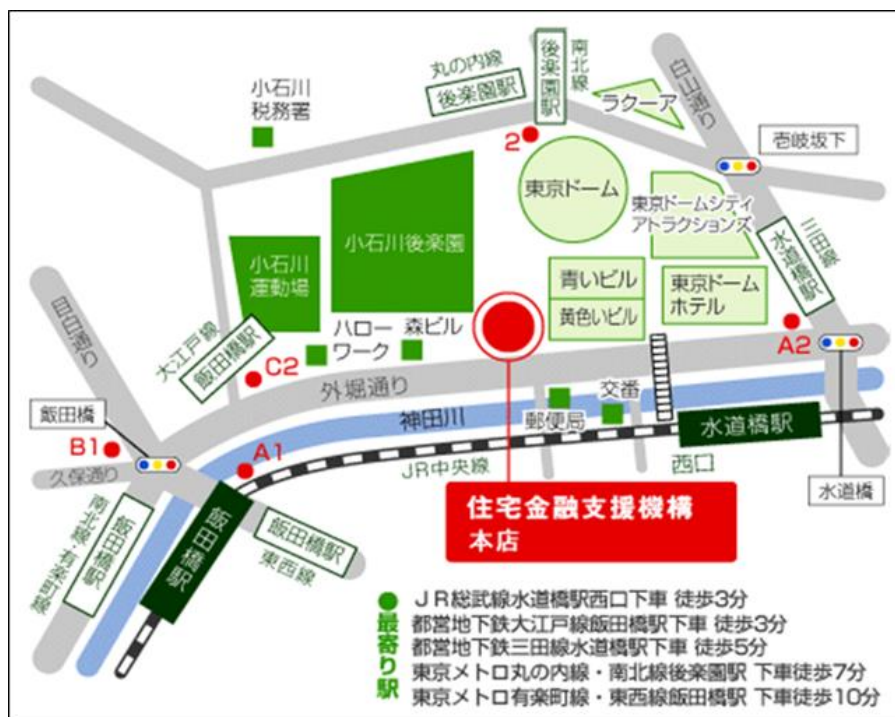 丸の内線
後楽園駅
後楽園駅
南北線
白山通り
ラクーア
小石川
税務署
2
壱岐坂下
東京ドーム
東京ドームシティ
アトラクションズ
三田線
水道橋駅
小石川後楽園
小石川
運動場
青いビル
黄色いビル
東京ドーム
ホテル
目白通り
大江戸線
飯田橋駅
C2
ハロー
ワーク
森ビル
A2
外堀通り
飯田橋
B1
久保通り
A1
神田川
郵便局
交番
水道橋駅
西口
JR中央線
水道橋
飯田橋駅
飯田橋駅
東西線
飯田橋駅
南北線・有楽町線
住宅金融支援機構
本店
最寄り駅
JR総武線水道橋駅西口下車 徒歩3分
都営地下鉄大江戸線飯田橋駅下車 徒歩3分
都営地下鉄三田線水道橋駅下車 徒歩5分
東京メトロ丸の内線・南北線後楽園駅 下車徒歩7分
東京メトロ有楽町線・東西線飯田橋駅 下車徒歩10分